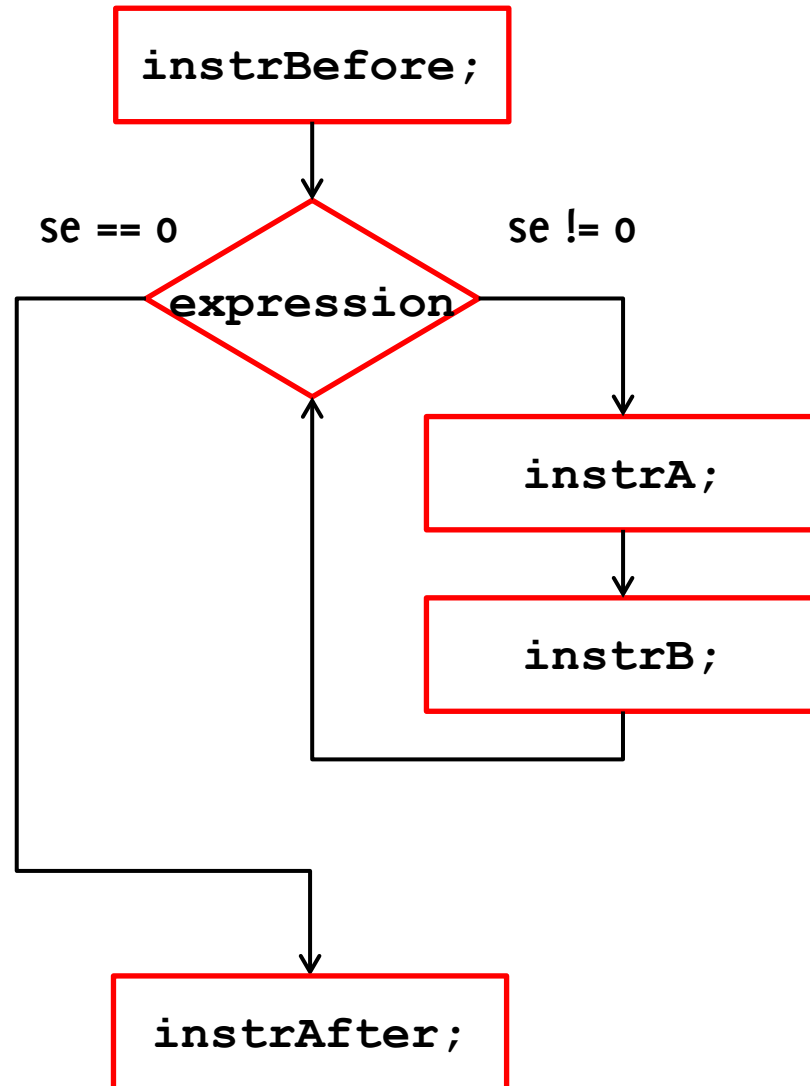 instrBefore;
se == 0
se != 0
expression
instrA;
instrB;
instrAfter;